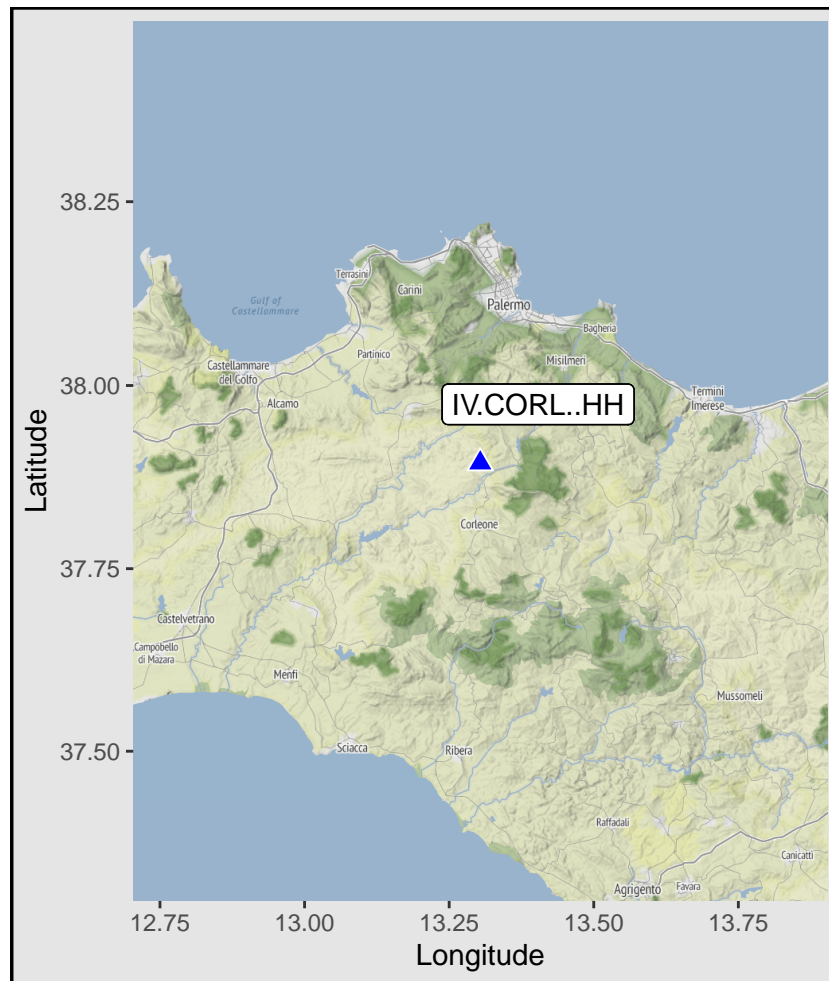 Latitude
38.25
38.00
37.75
37.50
Terrasini
Carini
Palermo
Gulf of
Castellammare
Bagheria
Partinico
Misilmeri
Castellammare
del Golfo
Termini
Imerese
Alcamo
IV.CORL..HH
Corleone
Castelvetrano
Campobello
di Mazara
Menfi
Mussomeli
Sciacca
Ribera
Raffadali
Canicatti
Agrigento
Favara
12.75
13.00
13.25
13.50
13.75
Longitude